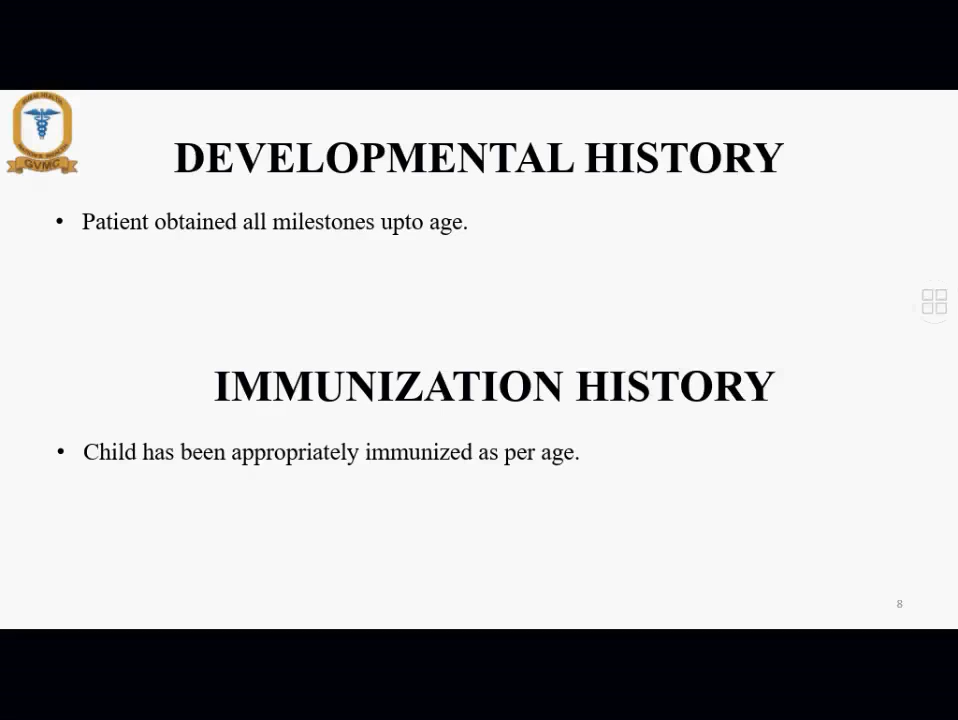 GVMC
DEVELOPMENTAL HISTORY
• Patient obtained all milestones upto age.
IMMUNIZATION HISTORY
• Child has been appropriately immunized as per age.
8